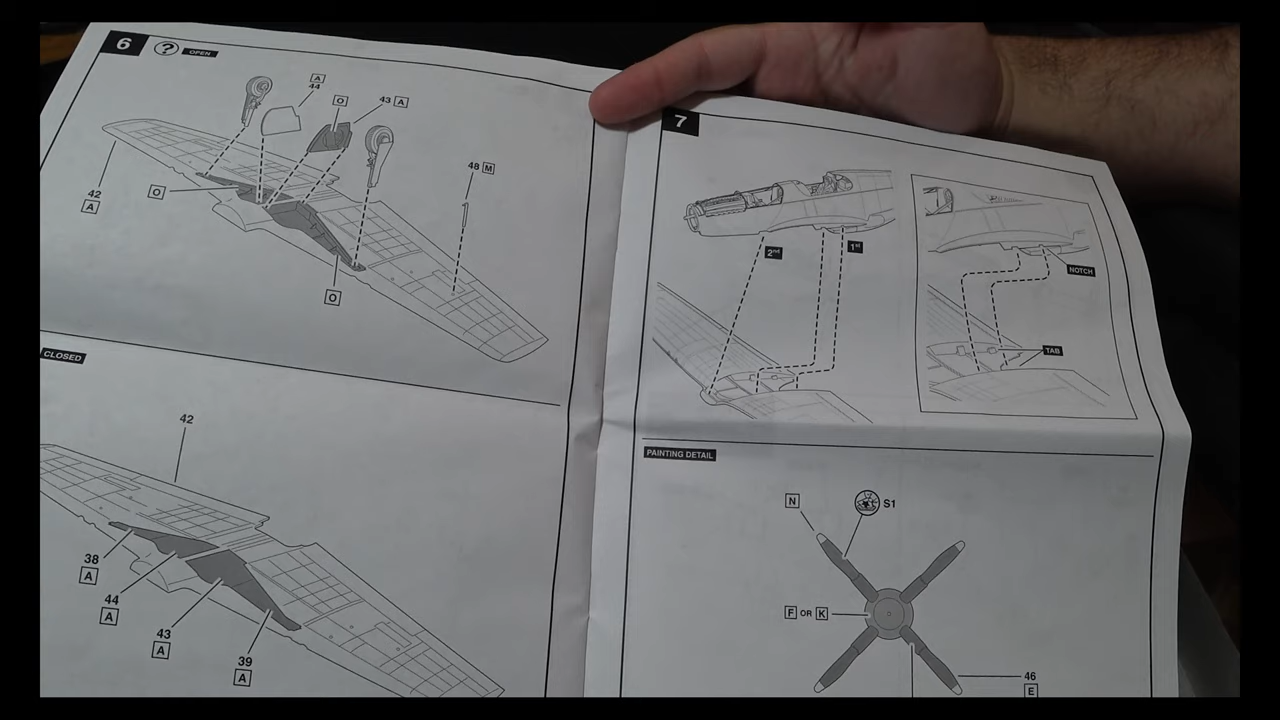 6 ? OPEN
A
44
O
43 A
48 M
42
A
O
O
CLOSED
42
38
A
44
A
43
A
39
A
7
2nd
1st
NOTCH
TAB
PAINTING DETAIL
N
S1
F OR K
46
E